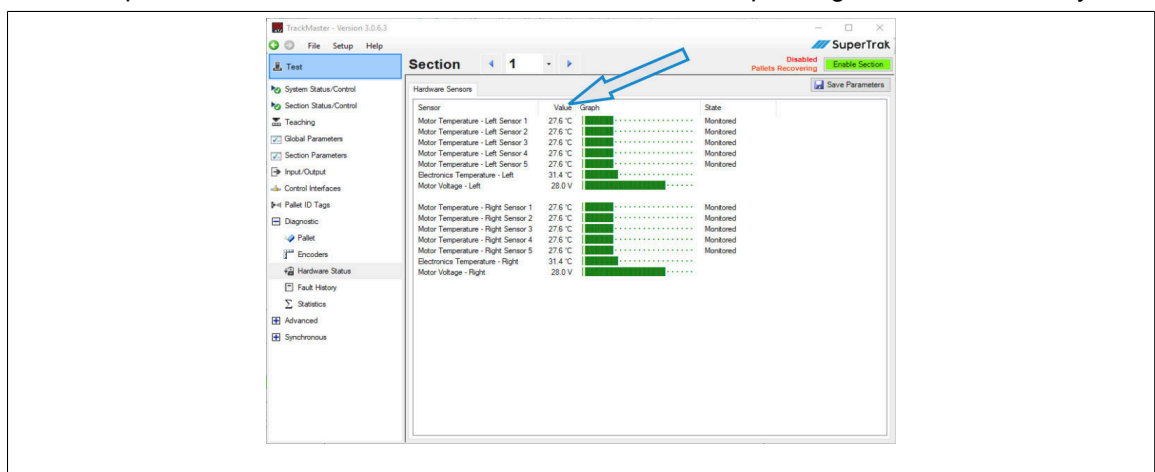 TrackMaster - Version 3.0.6.3
File Setup Help
SuperTrak
Test
Section 1
Disabled
Pallets Recovering
Enable Section
System Status/Control
Section Status/Control
Teaching
Global Parameters
Section Parameters
Input/Output
Control Interfaces
Pallet ID Tags
Diagnostic
Pallet
Encoders
Hardware Status
Fault History
Statistics
Advanced
Synchronous
Hardware Sensors
Save Parameters
Sensor Value Graph State
Motor Temperature - Left Sensor 1 27.6 °C Monitored
Motor Temperature - Left Sensor 2 27.6 °C Monitored
Motor Temperature - Left Sensor 3 27.6 °C Monitored
Motor Temperature - Left Sensor 4 27.6 °C Monitored
Motor Temperature - Left Sensor 5 27.6 °C Monitored
Electronics Temperature - Left 31.4 °C
Motor Voltage - Left 28.0 V
Motor Temperature - Right Sensor 1 27.6 °C Monitored
Motor Temperature - Right Sensor 2 27.6 °C Monitored
Motor Temperature - Right Sensor 3 27.6 °C Monitored
Motor Temperature - Right Sensor 4 27.6 °C Monitored
Motor Temperature - Right Sensor 5 27.6 °C Monitored
Electronics Temperature - Right 31.4 °C
Motor Voltage - Right 28.0 V